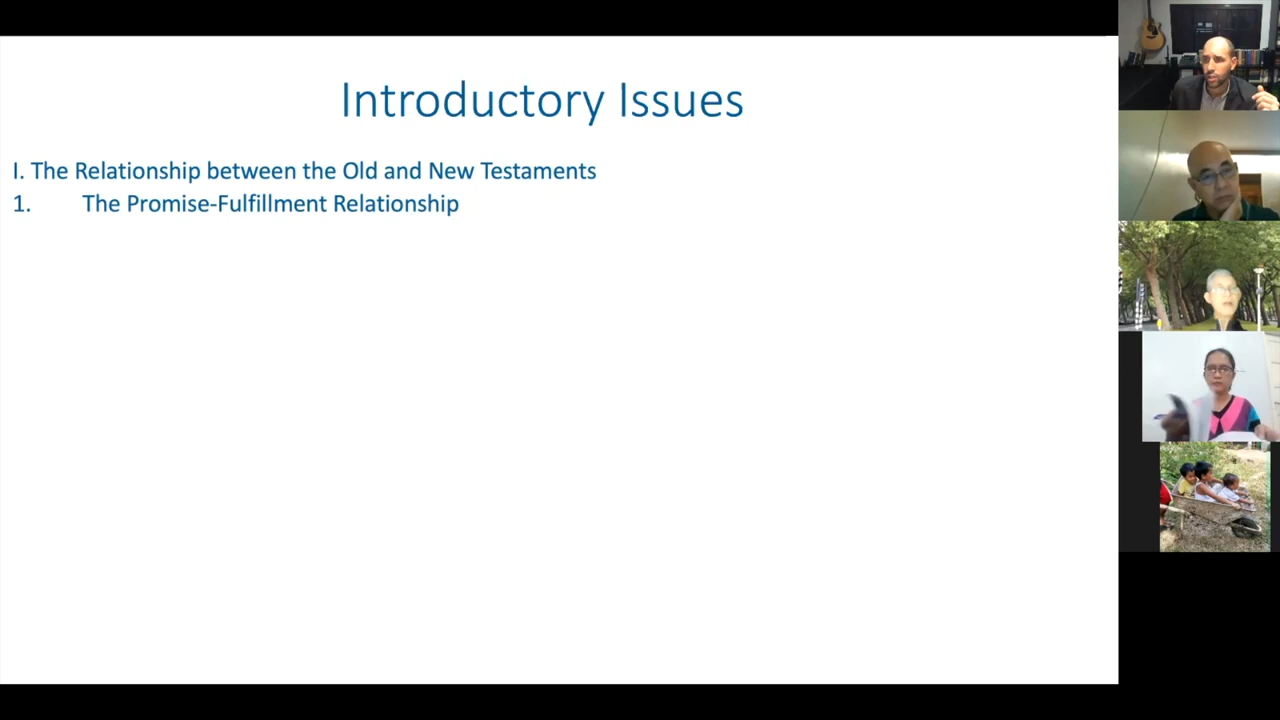 Introductory Issues
I. The Relationship between the Old and New Testaments
1. The Promise-Fulfillment Relationship